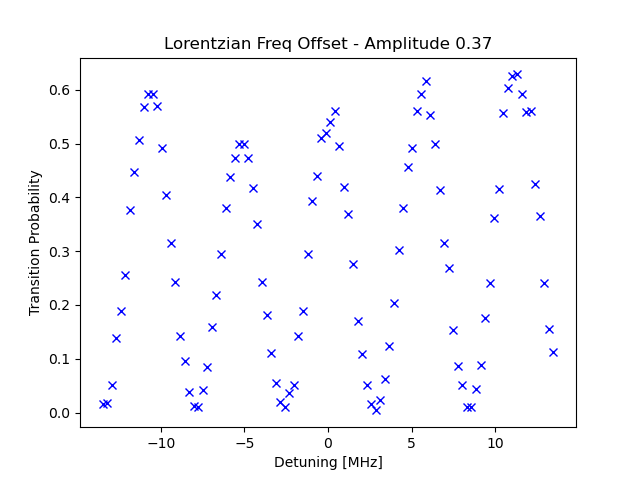 Lorentzian Freq Offset - Amplitude 0.37
Transition Probability
0.6
0.5
0.4
0.3
0.2
0.1
0.0
−10 −5 0 5 10
Detuning [MHz]